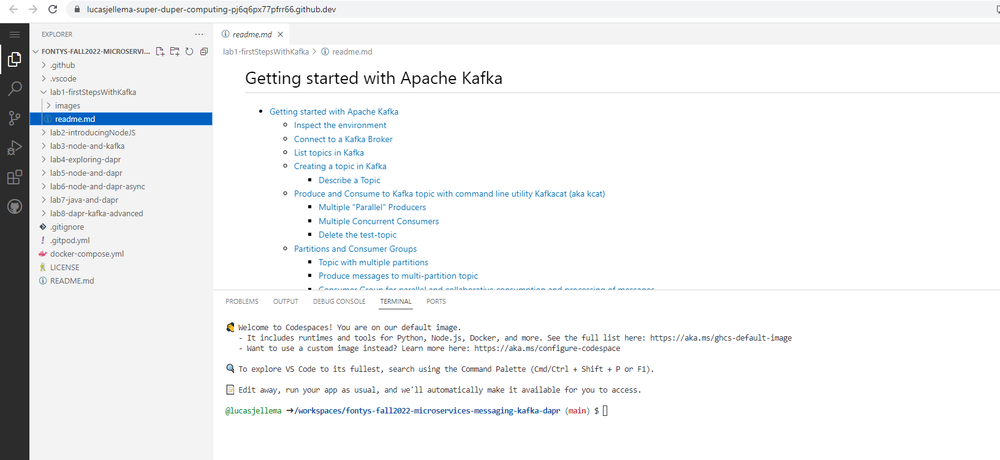 lucasjellema-super-duper-computing-pj6q6px77pfrr66.github.dev
EXPLORER
FONTYS-FALL2022-MICROSERVI...
.github
.vscode
lab1-firstStepsWithKafka
images
readme.md
lab2-introducingNodeJS
lab3-node-and-kafka
lab4-exploring-dapr
lab5-node-and-dapr
lab6-node-and-dapr-async
lab7-java-and-dapr
lab8-dapr-kafka-advanced
.gitignore
.gitpod.yml
docker-compose.yml
LICENSE
README.md
readme.md
lab1-firstStepsWithKafka > readme.md
Getting started with Apache Kafka
Getting started with Apache Kafka
Inspect the environment
Connect to a Kafka Broker
List topics in Kafka
Creating a topic in Kafka
Describe a Topic
Produce and Consume to Kafka topic with command line utility Kafkacat (aka kcat)
Multiple "Parallel" Producers
Multiple Concurrent Consumers
Delete the test-topic
Partitions and Consumer Groups
Topic with multiple partitions
Produce messages to multi-partition topic
Consumer Group for parallel and collaborative consumption and processing of messages
PROBLEMS OUTPUT DEBUG CONSOLE TERMINAL PORTS
Welcome to Codespaces! You are on our default image.
- It includes runtimes and tools for Python, Node.js, Docker, and more. See the full list here: https://aka.ms/ghcs-default-image
- Want to use a custom image instead? Learn more here: https://aka.ms/configure-codespace
To explore VS Code to its fullest, search using the Command Palette (Cmd/Ctrl + Shift + P or F1).
Edit away, run your app as usual, and we'll automatically make it available for you to access.
@lucasjellema ➜/workspaces/fontys-fall2022-microservices-messaging-kafka-dapr (main) $